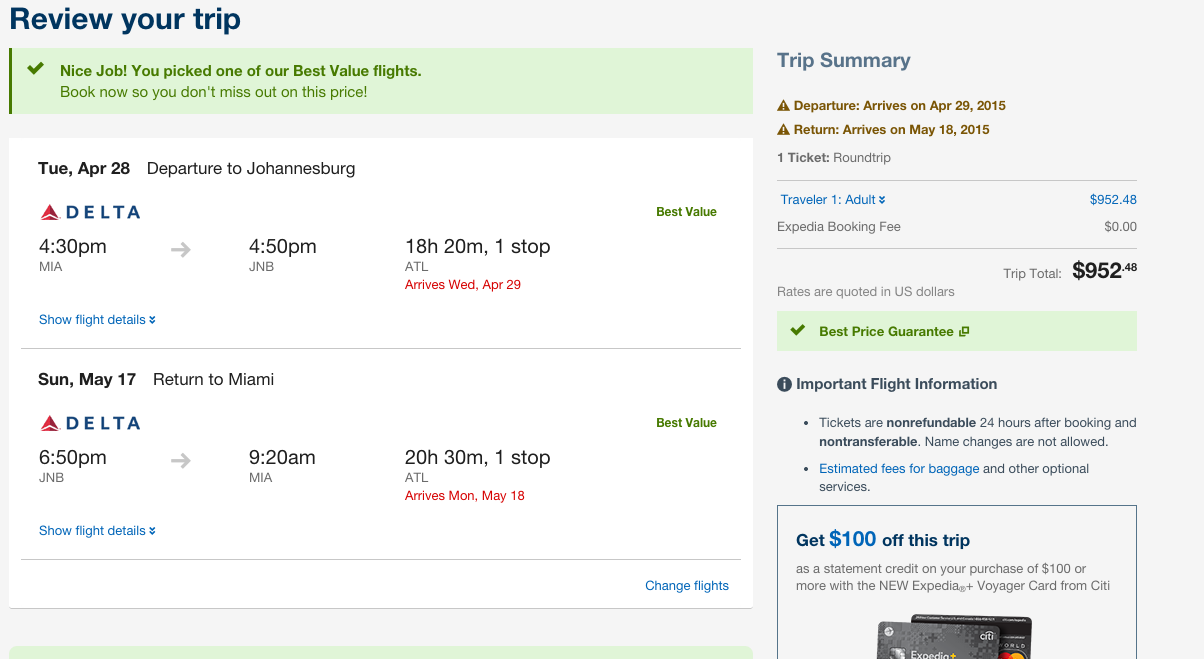 Review your trip
Nice Job! You picked one of our Best Value flights.
Book now so you don't miss out on this price!
Tue, Apr 28 Departure to Johannesburg
DELTA
Best Value
4:30pm 4:50pm 18h 20m, 1 stop
MIA JNB ATL
Arrives Wed, Apr 29
Show flight details
Sun, May 17 Return to Miami
DELTA
Best Value
6:50pm 9:20am 20h 30m, 1 stop
JNB MIA ATL
Arrives Mon, May 18
Show flight details
Change flights
Trip Summary
Departure: Arrives on Apr 29, 2015
Return: Arrives on May 18, 2015
1 Ticket: Roundtrip
Traveler 1: Adult $952.48
Expedia Booking Fee $0.00
Trip Total: $952.48
Rates are quoted in US dollars
Best Price Guarantee
Important Flight Information
• Tickets are nonrefundable 24 hours after booking and
nontransferable. Name changes are not allowed.
• Estimated fees for baggage and other optional
services.
Get $100 off this trip
as a statement credit on your purchase of $100 or
more with the NEW Expedia®+ Voyager Card from Citi
citi
WORLD
Expedia+